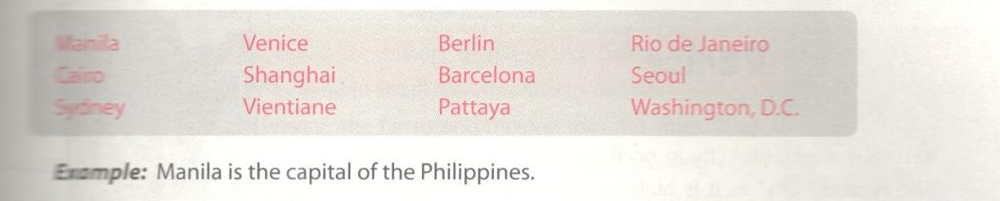 Manila Venice Berlin Rio de Janeiro
Cairo Shanghai Barcelona Seoul
Sydney Vientiane Pattaya Washington, D.C.
Example: Manila is the capital of the Philippines.